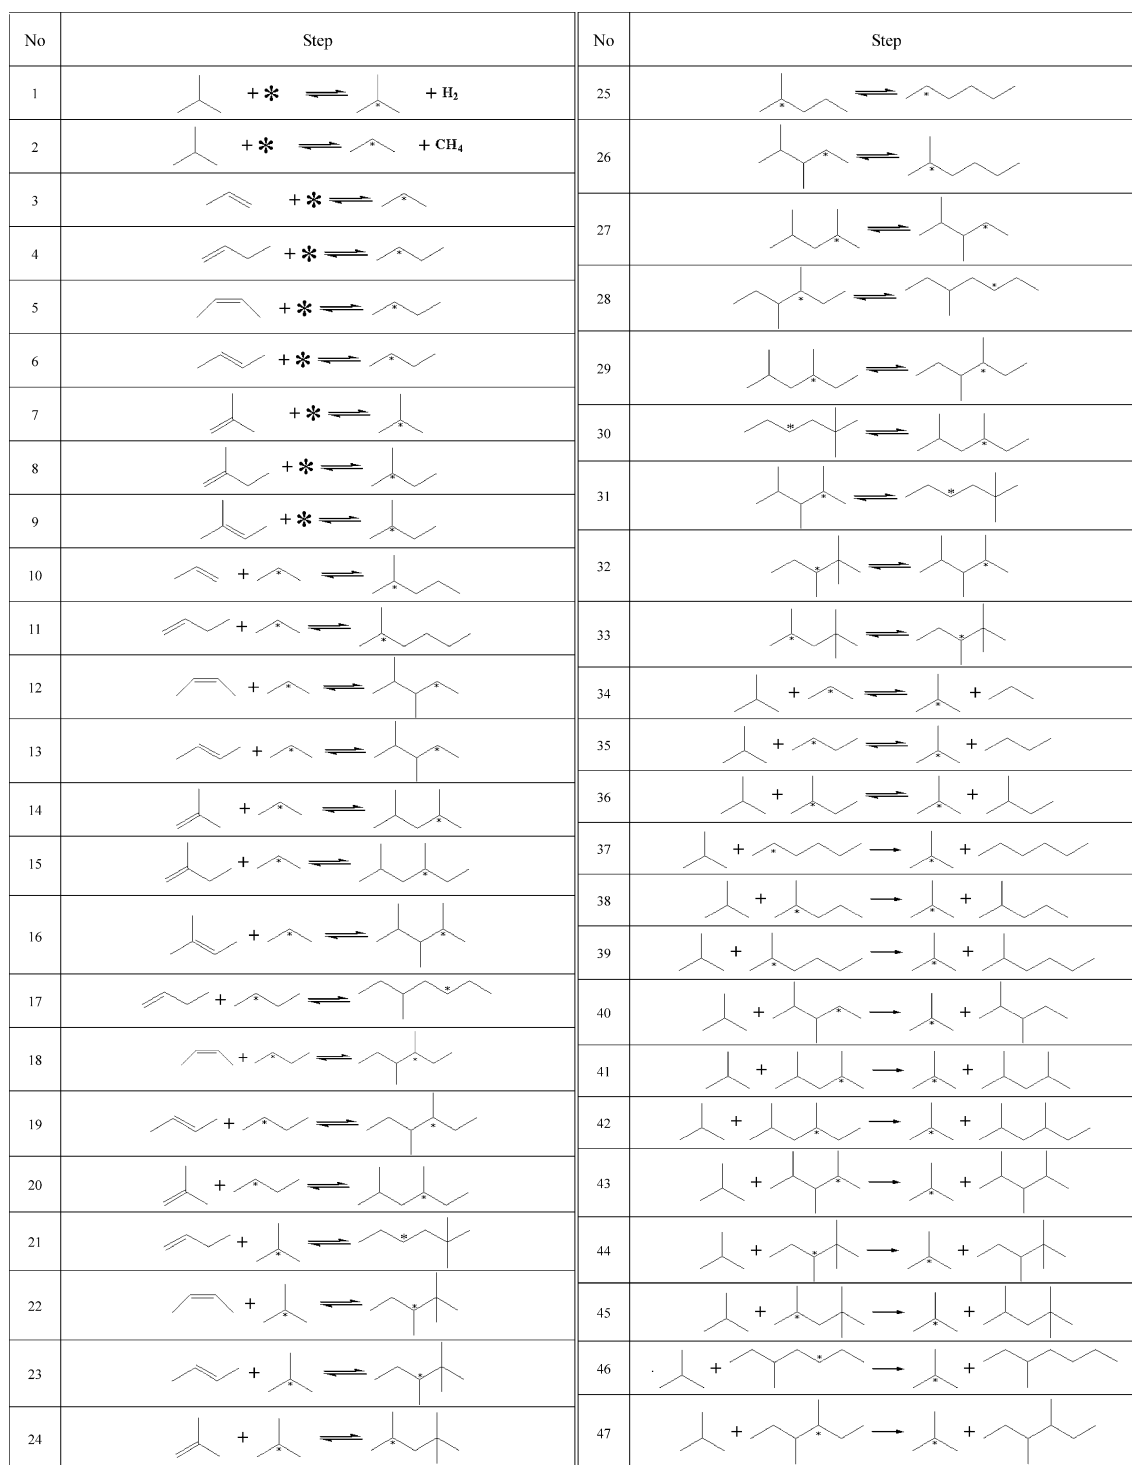 No Step No Step
1 + * ⇌ * + H2
2 + * ⇌ * + CH4
3 + * ⇌ *
4 + * ⇌ *
5 + * ⇌ *
6 + * ⇌ *
7 + * ⇌ *
8 + * ⇌ *
9 + * ⇌ *
10 + * ⇌ *
11 + * ⇌ *
12 + * ⇌ *
13 + * ⇌ *
14 + * ⇌ *
15 + * ⇌ *
16 + * ⇌ *
17 + * ⇌ *
18 + * ⇌ *
19 + * ⇌ *
20 + * ⇌ *
21 + * ⇌ *
22 + * ⇌ *
23 + * ⇌ *
24 + * ⇌ *
25 * ⇌ *
26 * ⇌ *
27 * ⇌ *
28 * ⇌ *
29 * ⇌ *
30 * ⇌ *
31 * ⇌ *
32 * ⇌ *
33 * ⇌ *
34 + * ⇌ * +
35 + * ⇌ * +
36 + * ⇌ * +
37 + * → * +
38 + * → * +
39 + * → * +
40 + * → * +
41 + * → * +
42 + * → * +
43 + * → * +
44 + * → * +
45 + * → * +
46 . + * → * +
47 + * → * +